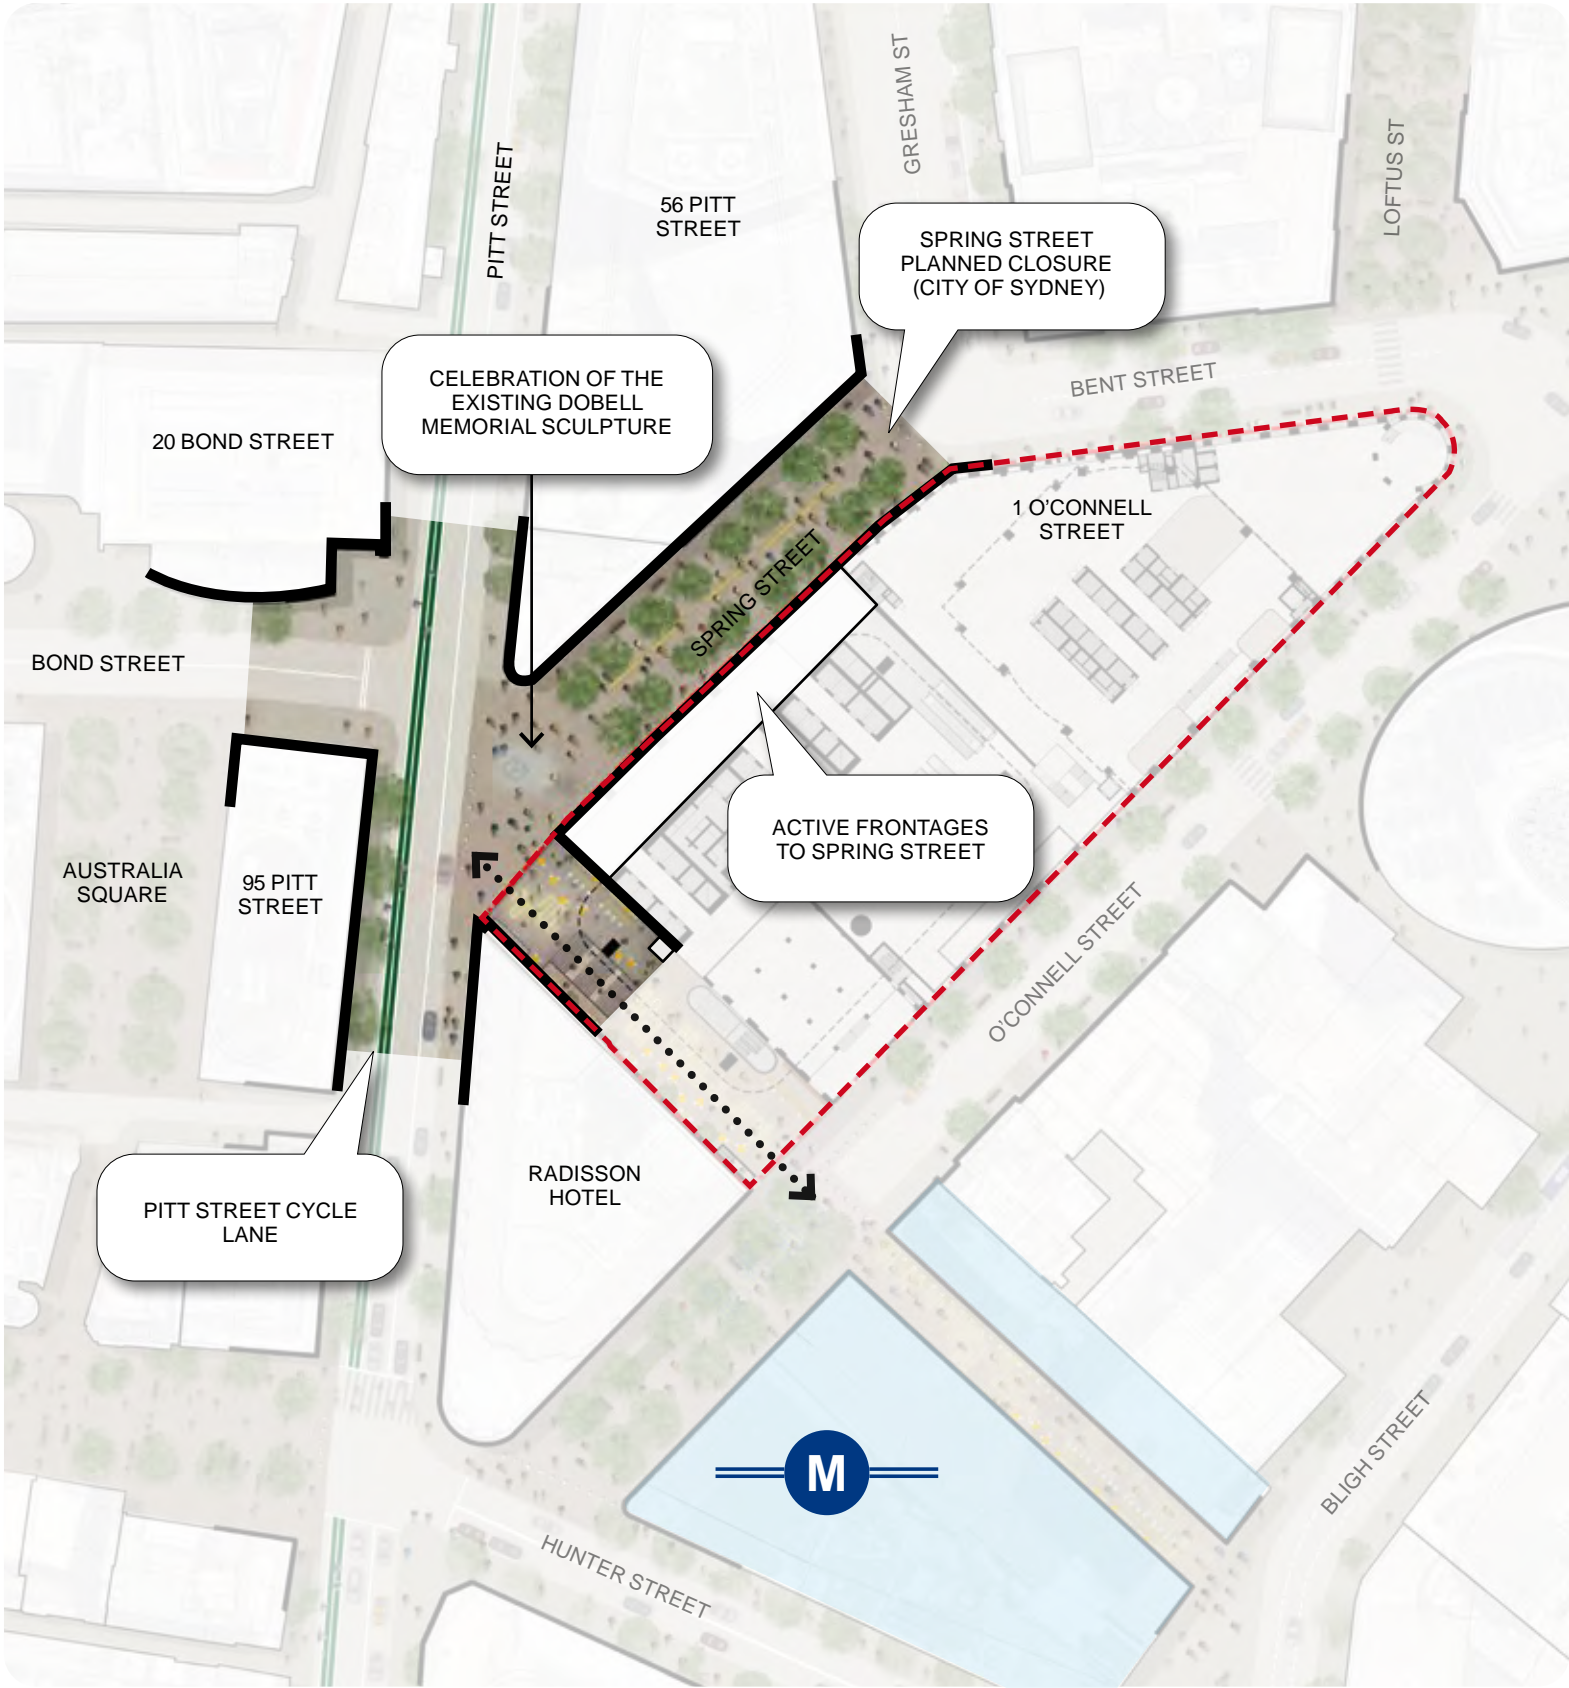 GRESHAM ST
LOFTUS ST
PITT STREET
56 PITT
STREET
SPRING STREET
PLANNED CLOSURE
(CITY OF SYDNEY)
BENT STREET
CELEBRATION OF THE
EXISTING DOBELL
MEMORIAL SCULPTURE
20 BOND STREET
1 O'CONNELL
STREET
SPRING STREET
BOND STREET
ACTIVE FRONTAGES
TO SPRING STREET
AUSTRALIA
SQUARE
95 PITT
STREET
O'CONNELL STREET
RADISSON
HOTEL
PITT STREET CYCLE
LANE
M
BLIGH STREET
HUNTER STREET